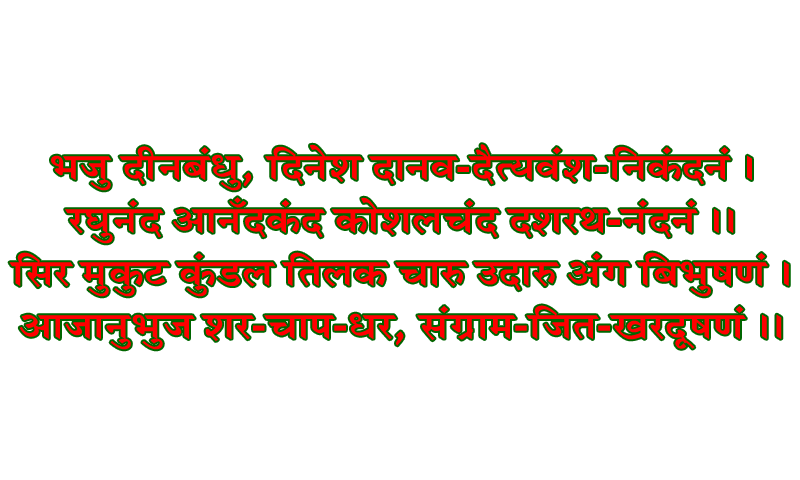 भजु दीनबंधु, दिनेश दानव-दैत्यवंश-निकंदनं ।
रघुनंद आनँदकंद कोशलचंद दशरथ-नंदनं ।।
सिर मुकुट कुंडल तिलक चारु उदारु अंग बिभुषणं ।
आजानुभुज शर-चाप-धर, संग्राम-जित-खरदूषणं ।।